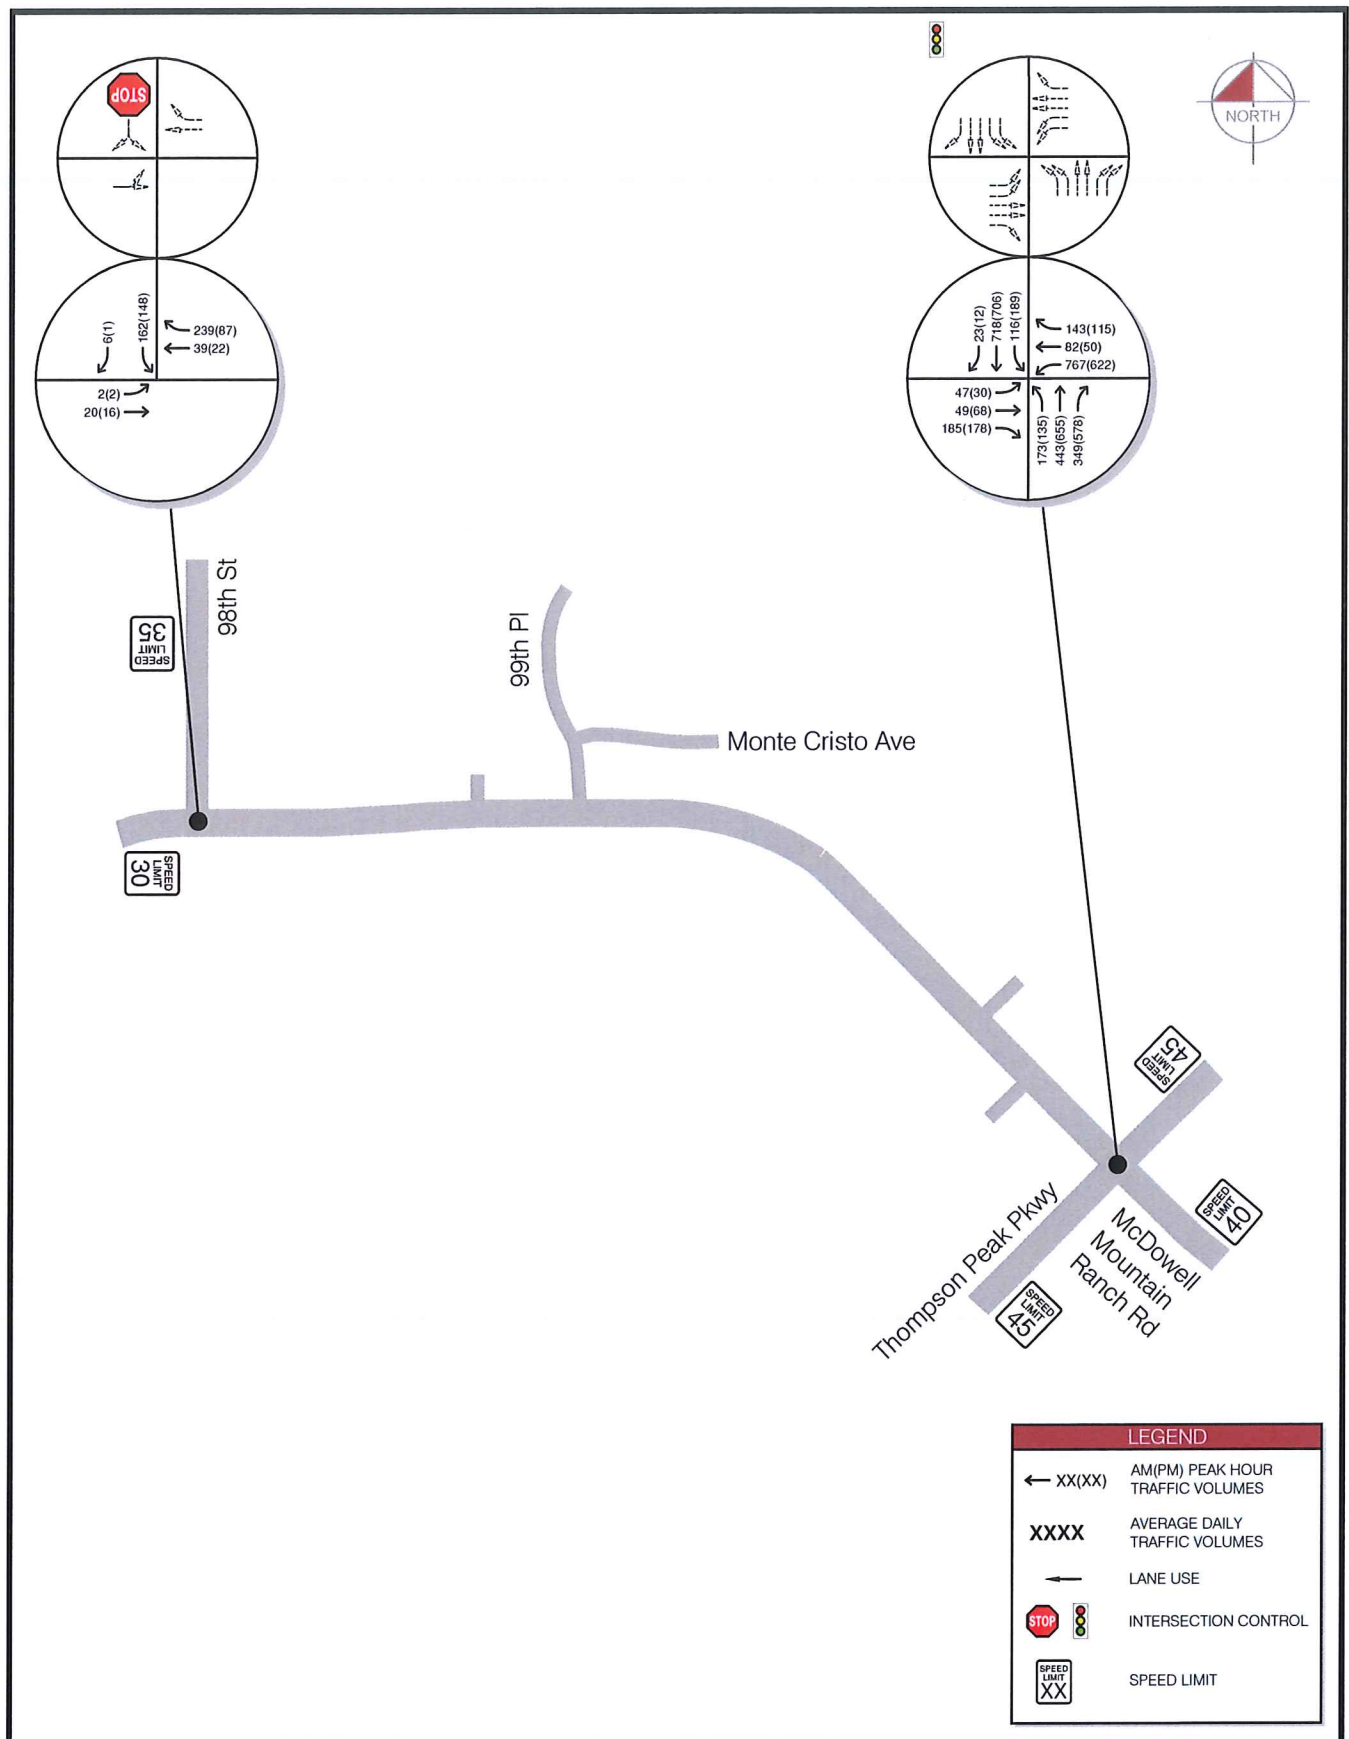 STOP
NORTH
6(1)
162(148)
239(87)
39(22)
2(2)
20(16)
23(12)
718(706)
116(189)
143(115)
82(50)
767(622)
47(30)
49(68)
185(178)
173(135)
443(655)
349(578)
98th St
SPEED
LIMIT
35
99th Pl
Monte Cristo Ave
SPEED
LIMIT
30
SPEED
LIMIT
45
SPEED
LIMIT
40
Thompson Peak Pkwy
McDowell
Mountain
Ranch Rd
SPEED
LIMIT
45
LEGEND
XX(XX)
AM(PM) PEAK HOUR
TRAFFIC VOLUMES
XXXX
AVERAGE DAILY
TRAFFIC VOLUMES
LANE USE
STOP
INTERSECTION CONTROL
SPEED
LIMIT
XX
SPEED LIMIT